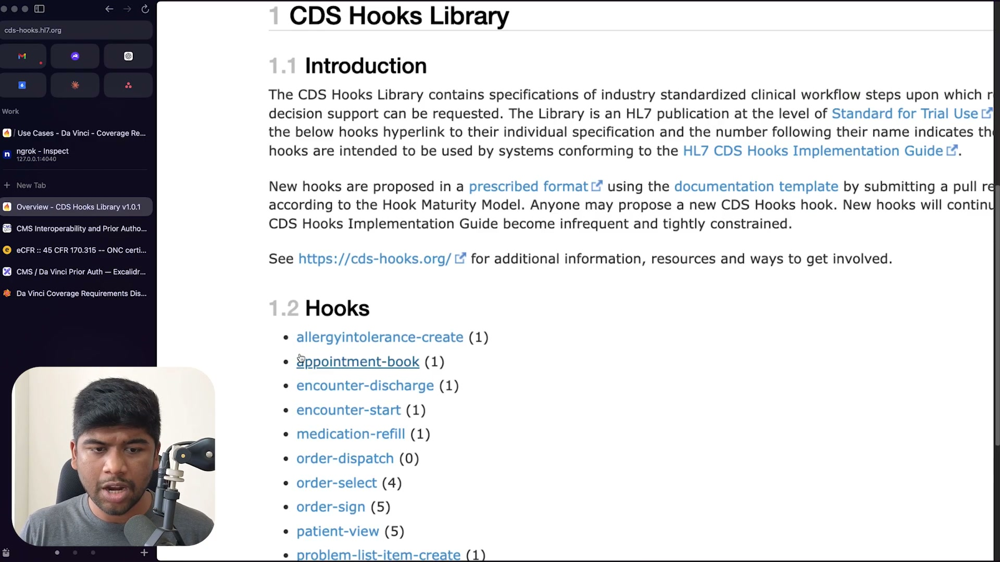 cds-hooks.hl7.org
6
Work
/ Use Cases - Da Vinci - Coverage Re...
n
ngrok - Inspect
127.0.0.1:4040
+ New Tab
Overview - CDS Hooks Library v1.0.1
CMS Interoperability and Prior Autho...
e
eCFR :: 45 CFR 170.315 -- ONC certi...
CMS / Da Vinci Prior Auth — Excalidr...
Da Vinci Coverage Requirements Dis...
1 CDS Hooks Library
1.1 Introduction
The CDS Hooks Library contains specifications of industry standardized clinical workflow steps upon which
decision support can be requested. The Library is an HL7 publication at the level of Standard for Trial Use
the below hooks hyperlink to their individual specification and the number following their name indicates
hooks are intended to be used by systems conforming to the HL7 CDS Hooks Implementation Guide.
New hooks are proposed in a prescribed format using the documentation template by submitting a pull
according to the Hook Maturity Model. Anyone may propose a new CDS Hooks hook. New hooks will
CDS Hooks Implementation Guide become infrequent and tightly constrained.
See https://cds-hooks.org/ for additional information, resources and ways to get involved.
1.2 Hooks
• allergyintolerance-create (1)
• appointment-book (1)
• encounter-discharge (1)
• encounter-start (1)
• medication-refill (1)
• order-dispatch (0)
• order-select (4)
• order-sign (5)
• patient-view (5)
• problem-list-item-create (1)